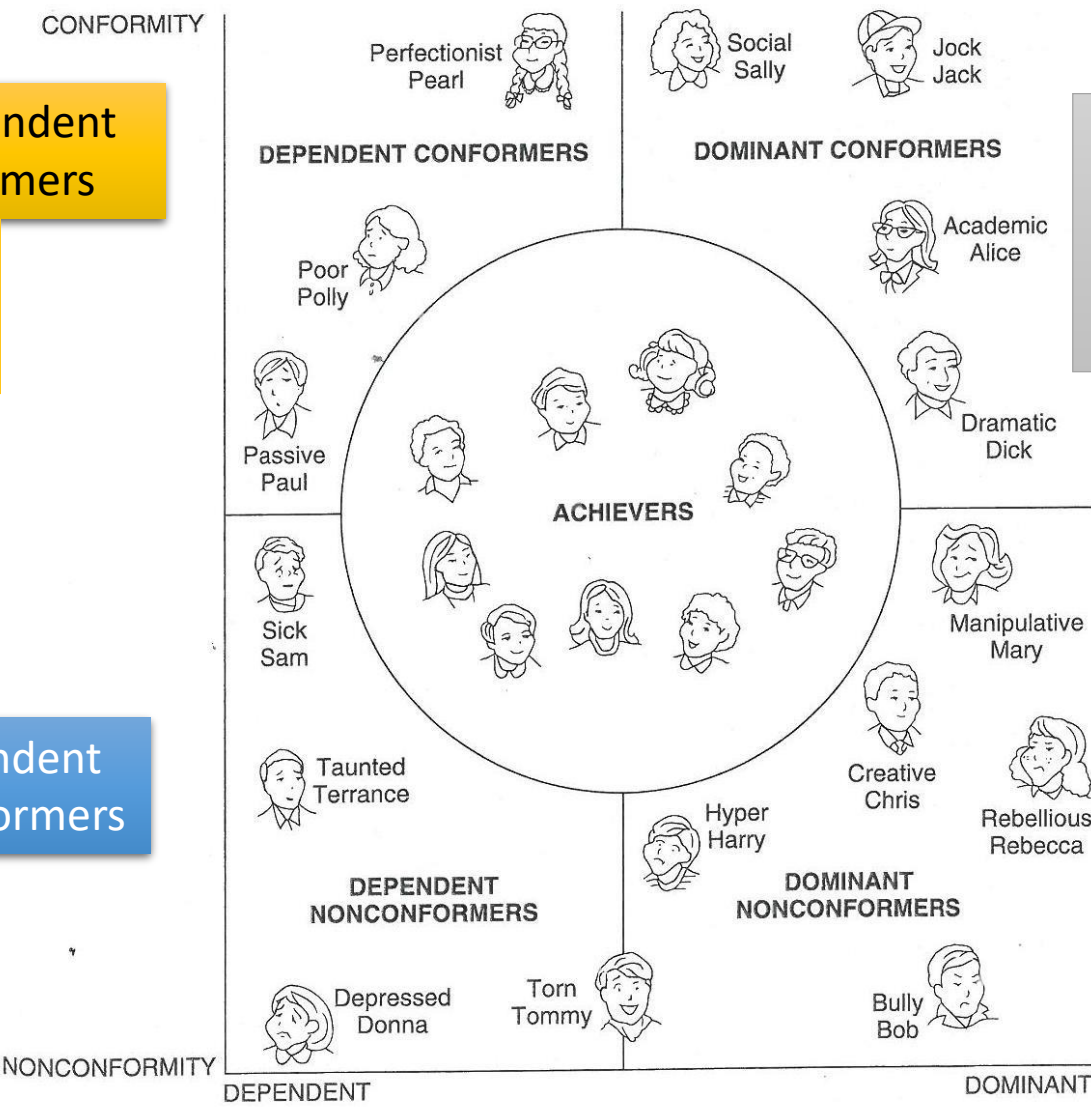 CONFORMITY
Perfectionist
Pearl
Social
Sally
Jock
Jack
ndent
mers
DEPENDENT CONFORMERS
DOMINANT CONFORMERS
Poor
Polly
Academic
Alice
Passive
Paul
Dramatic
Dick
ACHIEVERS
Sick
Sam
Manipulative
Mary
Taunted
Terrance
Creative
Chris
Rebellious
Rebecca
ndent
ormers
Hyper
Harry
DEPENDENT
NONCONFORMERS
DOMINANT
NONCONFORMERS
Depressed
Donna
Torn
Tommy
Bully
Bob
NONCONFORMITY
DEPENDENT
DOMINANT